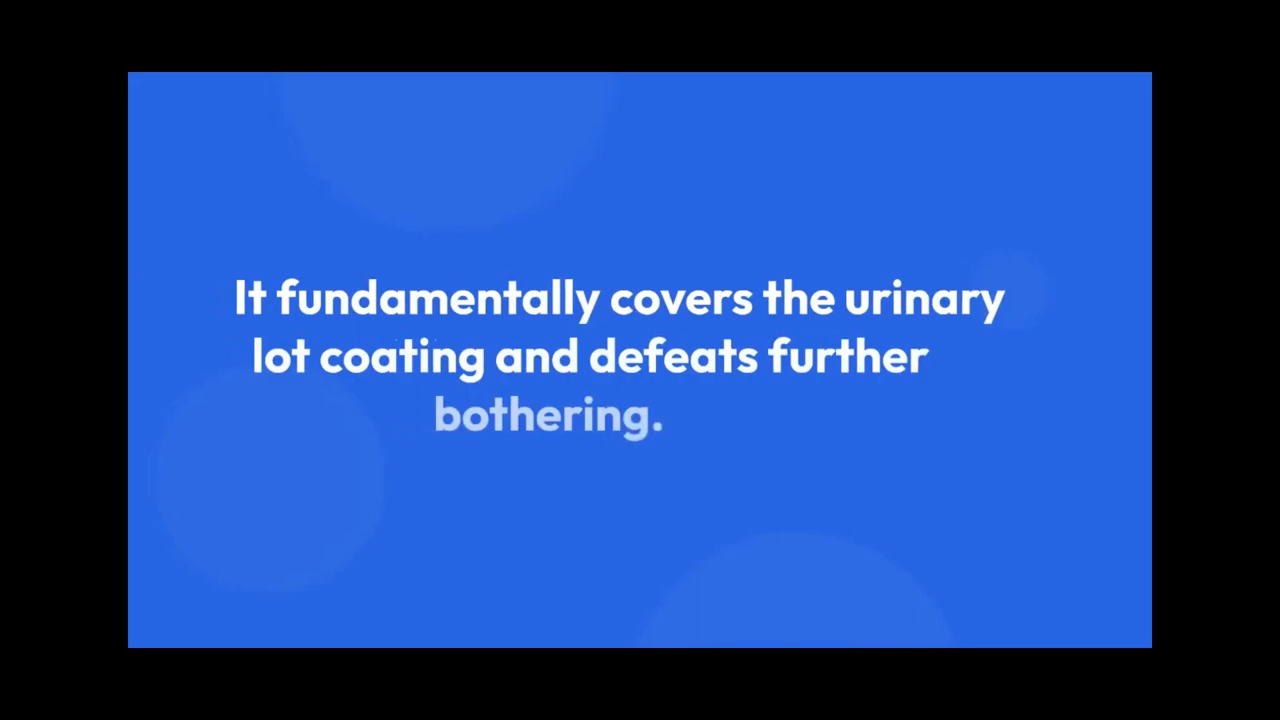 It fundamentally covers the urinary
lot coating and defeats further
bothering.